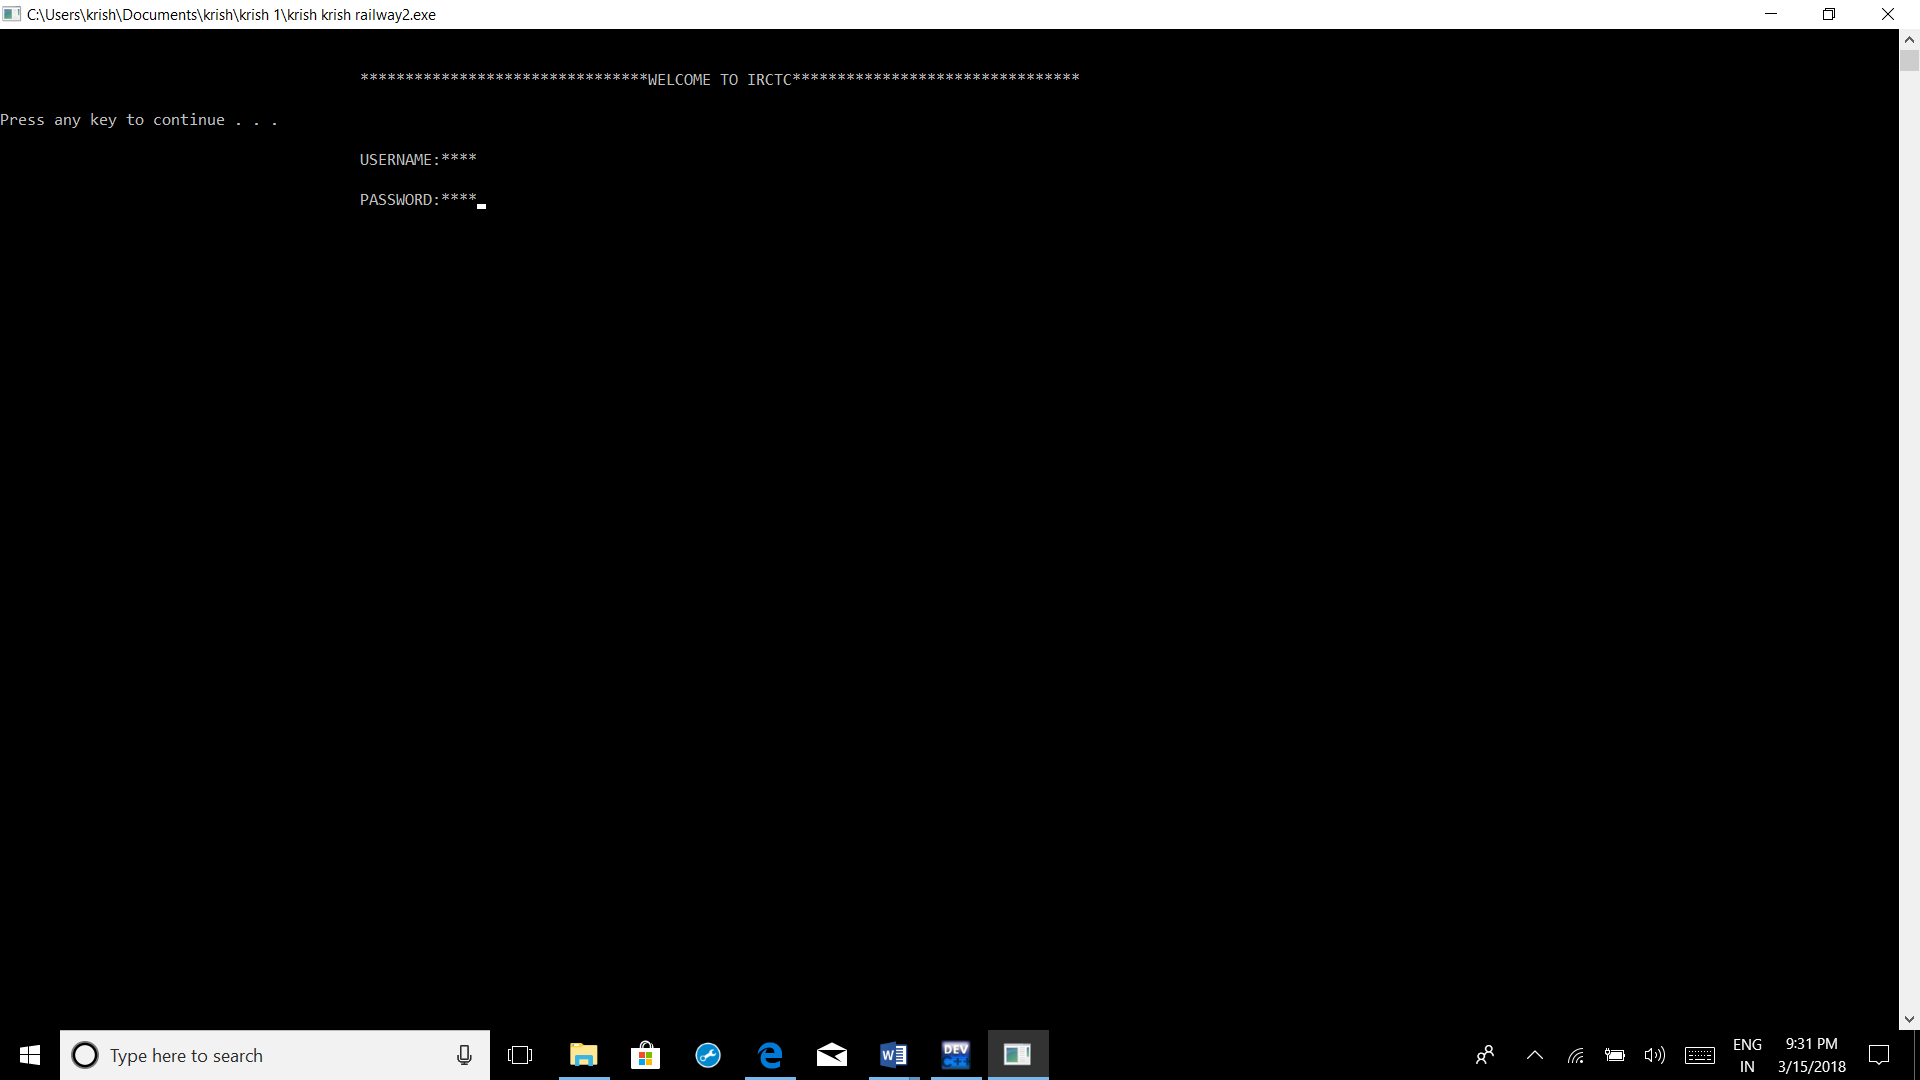 C:\Users\krish\Documents\krish\krish 1\krish krish railway2.exe
********************************WELCOME TO IRCTC********************************
Press any key to continue . . .
USERNAME:****
PASSWORD:****
Type here to search
DEV
C++
ENG
IN
9:31 PM
3/15/2018